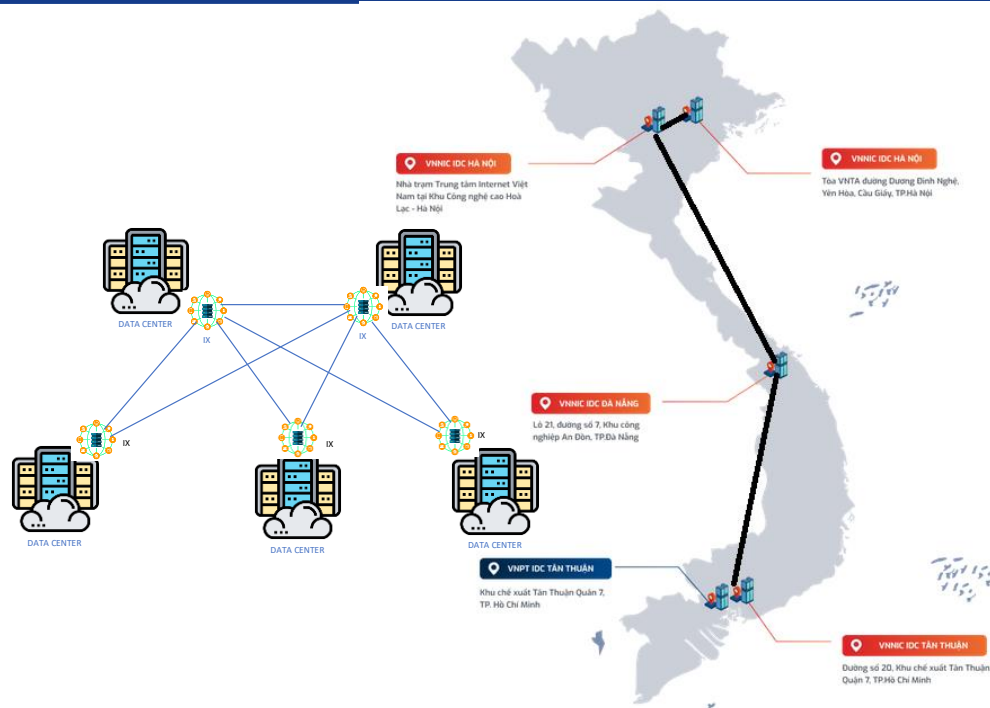 VNNIC IDC HÀ NỘI
Nhà trạm Trung tâm Internet Việt
Nam tại Khu Công nghệ cao Hoà
Lạc - Hà Nội
VNNIC IDC HÀ NỘI
Tòa VNTA đường Dương Đình Nghệ,
Yên Hòa, Cầu Giấy, TP.Hà Nội
DATA CENTER
IX
IX
DATA CENTER
VNNIC IDC ĐÀ NẴNG
Lô 21, đường số 7, Khu công
nghiệp An Đồn, TP.Đà Nẵng
IX
IX
IX
DATA CENTER
DATA CENTER
DATA CENTER
VNPT IDC TÂN THUẬN
Khu chế xuất Tân Thuận Quận 7,
TP. Hồ Chí Minh
VNNIC IDC TÂN THUẬN
Đường số 20, Khu chế xuất Tân Thuận
Quận 7, TP.Hồ Chí Minh